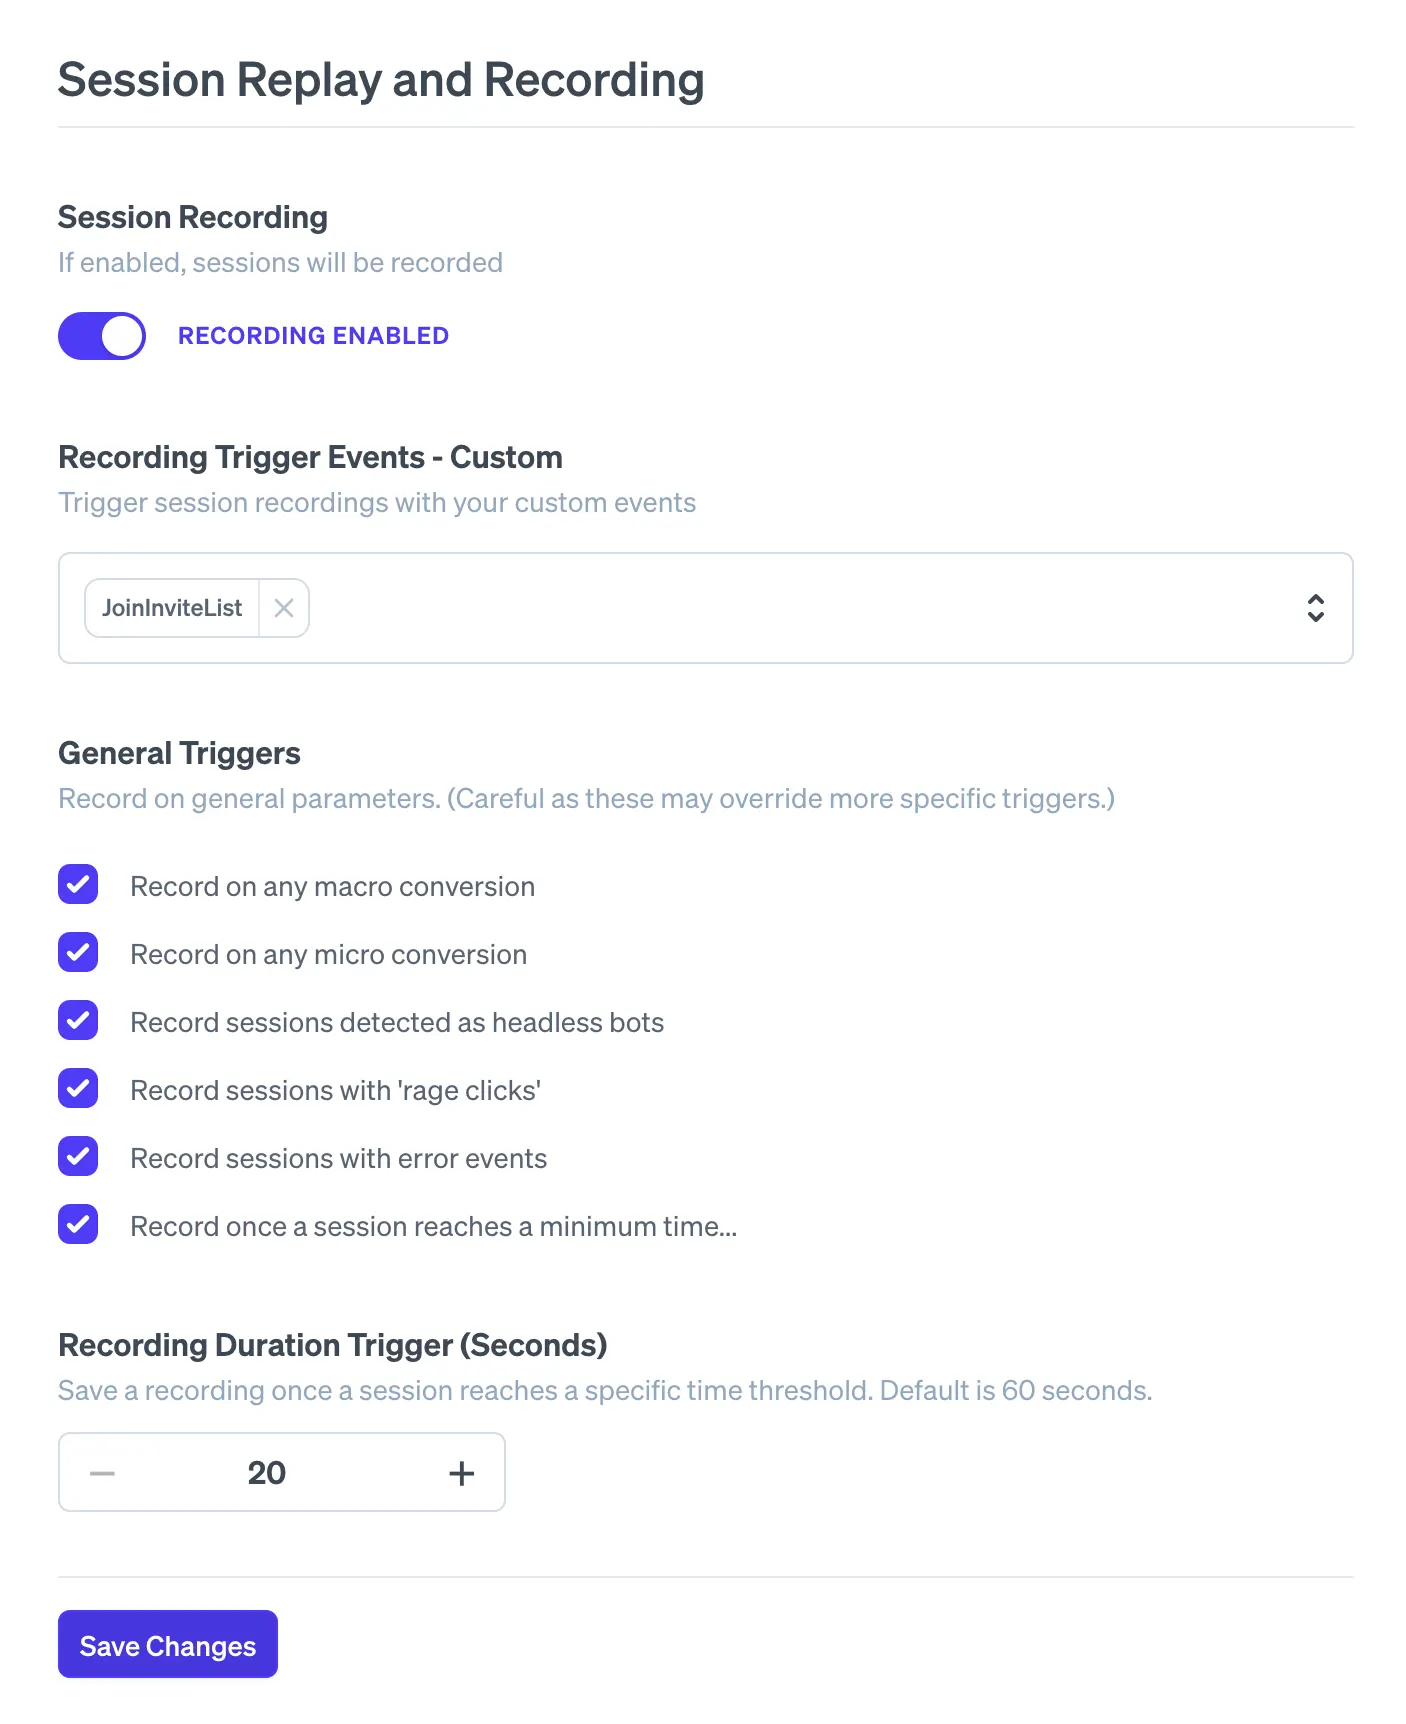 Session Replay and Recording
Session Recording
If enabled, sessions will be recorded
RECORDING ENABLED
Recording Trigger Events - Custom
Trigger session recordings with your custom events
JoinInviteList
General Triggers
Record on general parameters. (Careful as these may override more specific triggers.)
Record on any macro conversion
Record on any micro conversion
Record sessions detected as headless bots
Record sessions with 'rage clicks'
Record sessions with error events
Record once a session reaches a minimum time...
Recording Duration Trigger (Seconds)
Save a recording once a session reaches a specific time threshold. Default is 60 seconds.
20
Save Changes